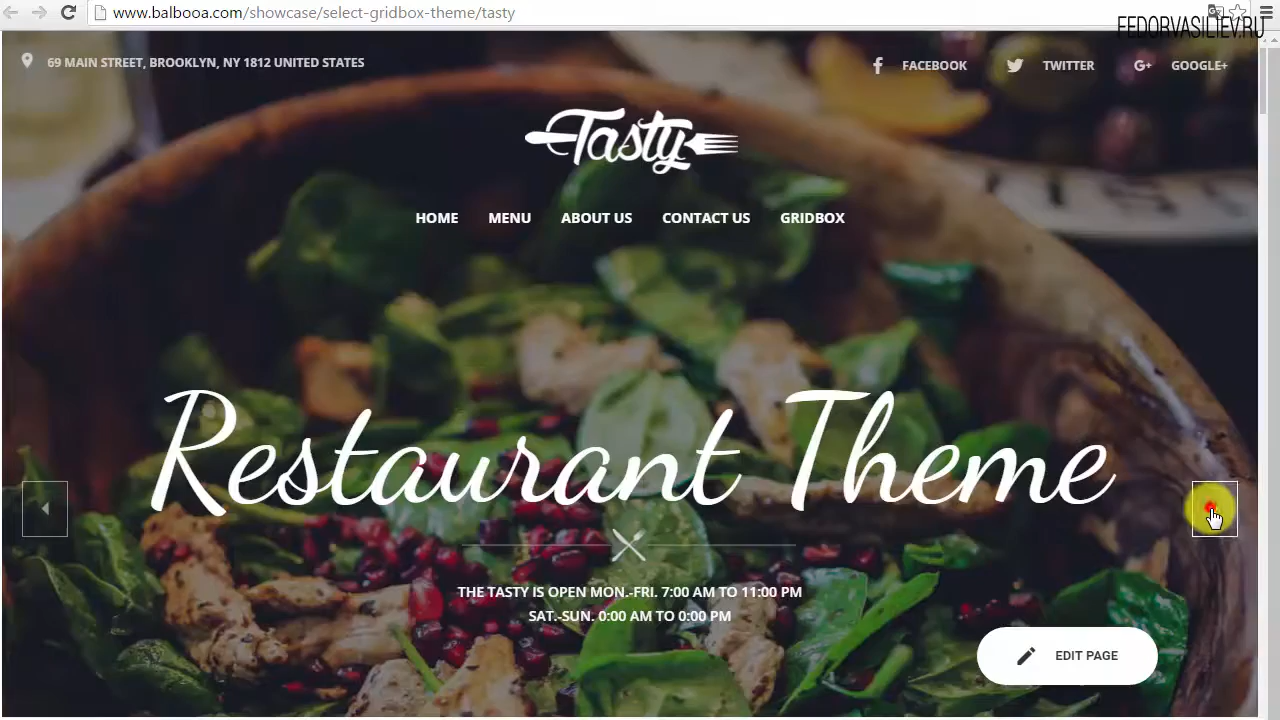 www.balbooa.com/showcase/select-gridbox-theme/tasty
FEDORVASILIEV.RU
69 MAIN STREET, BROOKLYN, NY 1812 UNITED STATES
FACEBOOK
TWITTER
G+ GOOGLE+
Tasty
HOME MENU ABOUT US CONTACT US GRIDBOX
Restaurant Theme
THE TASTY IS OPEN MON.-FRI. 7:00 AM TO 11:00 PM
SAT.-SUN. 0:00 AM TO 0:00 PM
EDIT PAGE